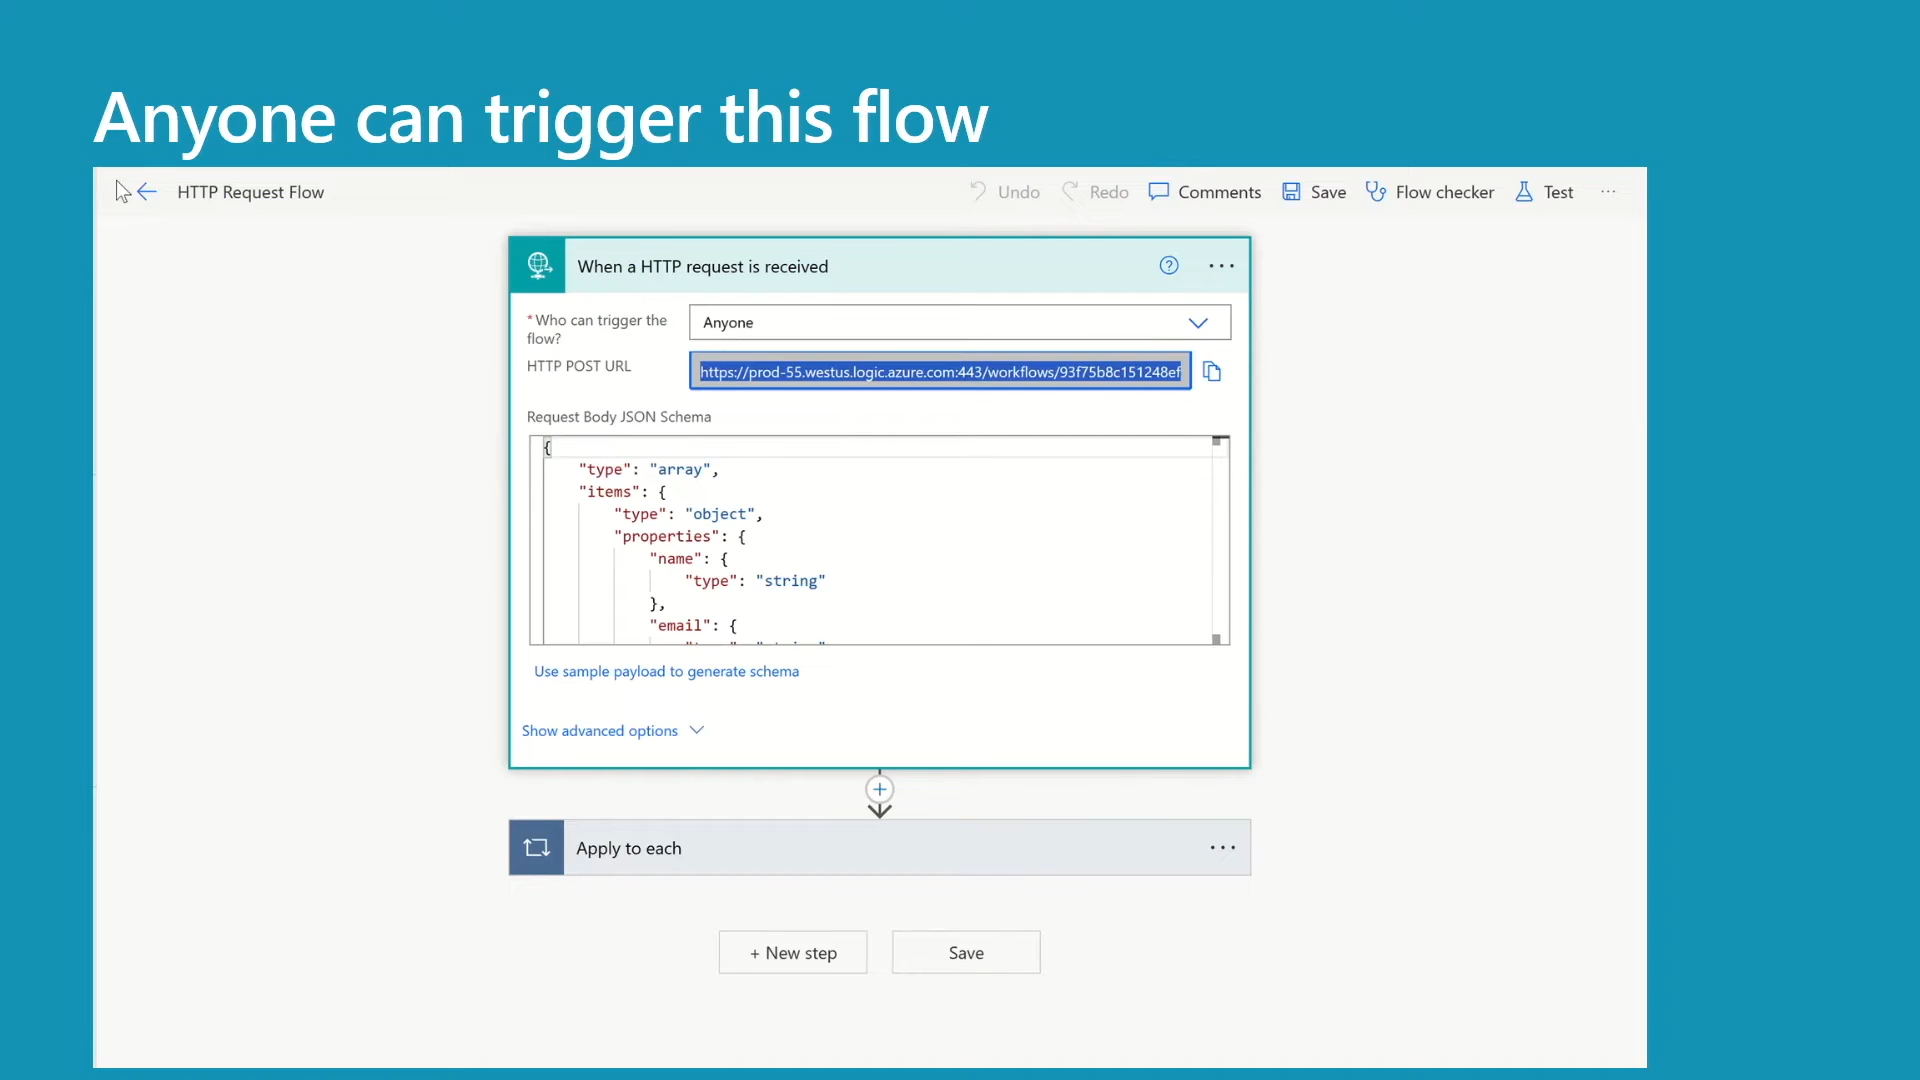 Anyone can trigger this flow
HTTP Request Flow
Undo
Redo
Comments
Save
Flow checker
Test
When a HTTP request is received
*Who can trigger the
flow?
Anyone
HTTP POST URL
https://prod-55.westus.logic.azure.com:443/workflows/93f75b8c151248ef
Request Body JSON Schema
{
"type": "array",
"items": {
"type": "object",
"properties": {
"name": {
"type": "string"
},
"email": {
Use sample payload to generate schema
Show advanced options
Apply to each
+ New step
Save